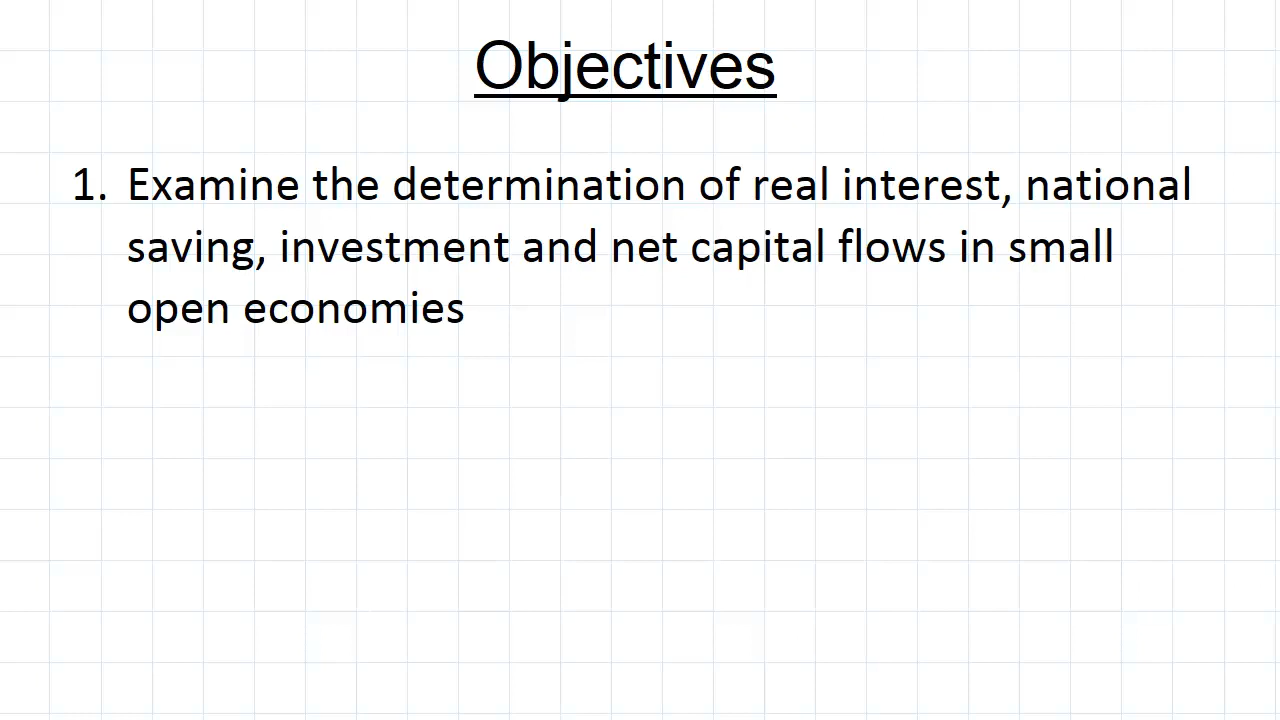 Objectives
1. Examine the determination of real interest, national
saving, investment and net capital flows in small
open economies